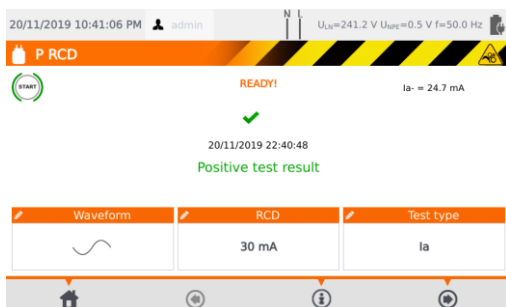 20/11/2019 10:41:06 PM admin N L U_LN=241.2 V U_NPE=0.5 V f=50.0 Hz
P RCD
START READY! Ia- = 24.7 mA
20/11/2019 22:40:48
Positive test result
Waveform RCD Test type
30 mA Ia